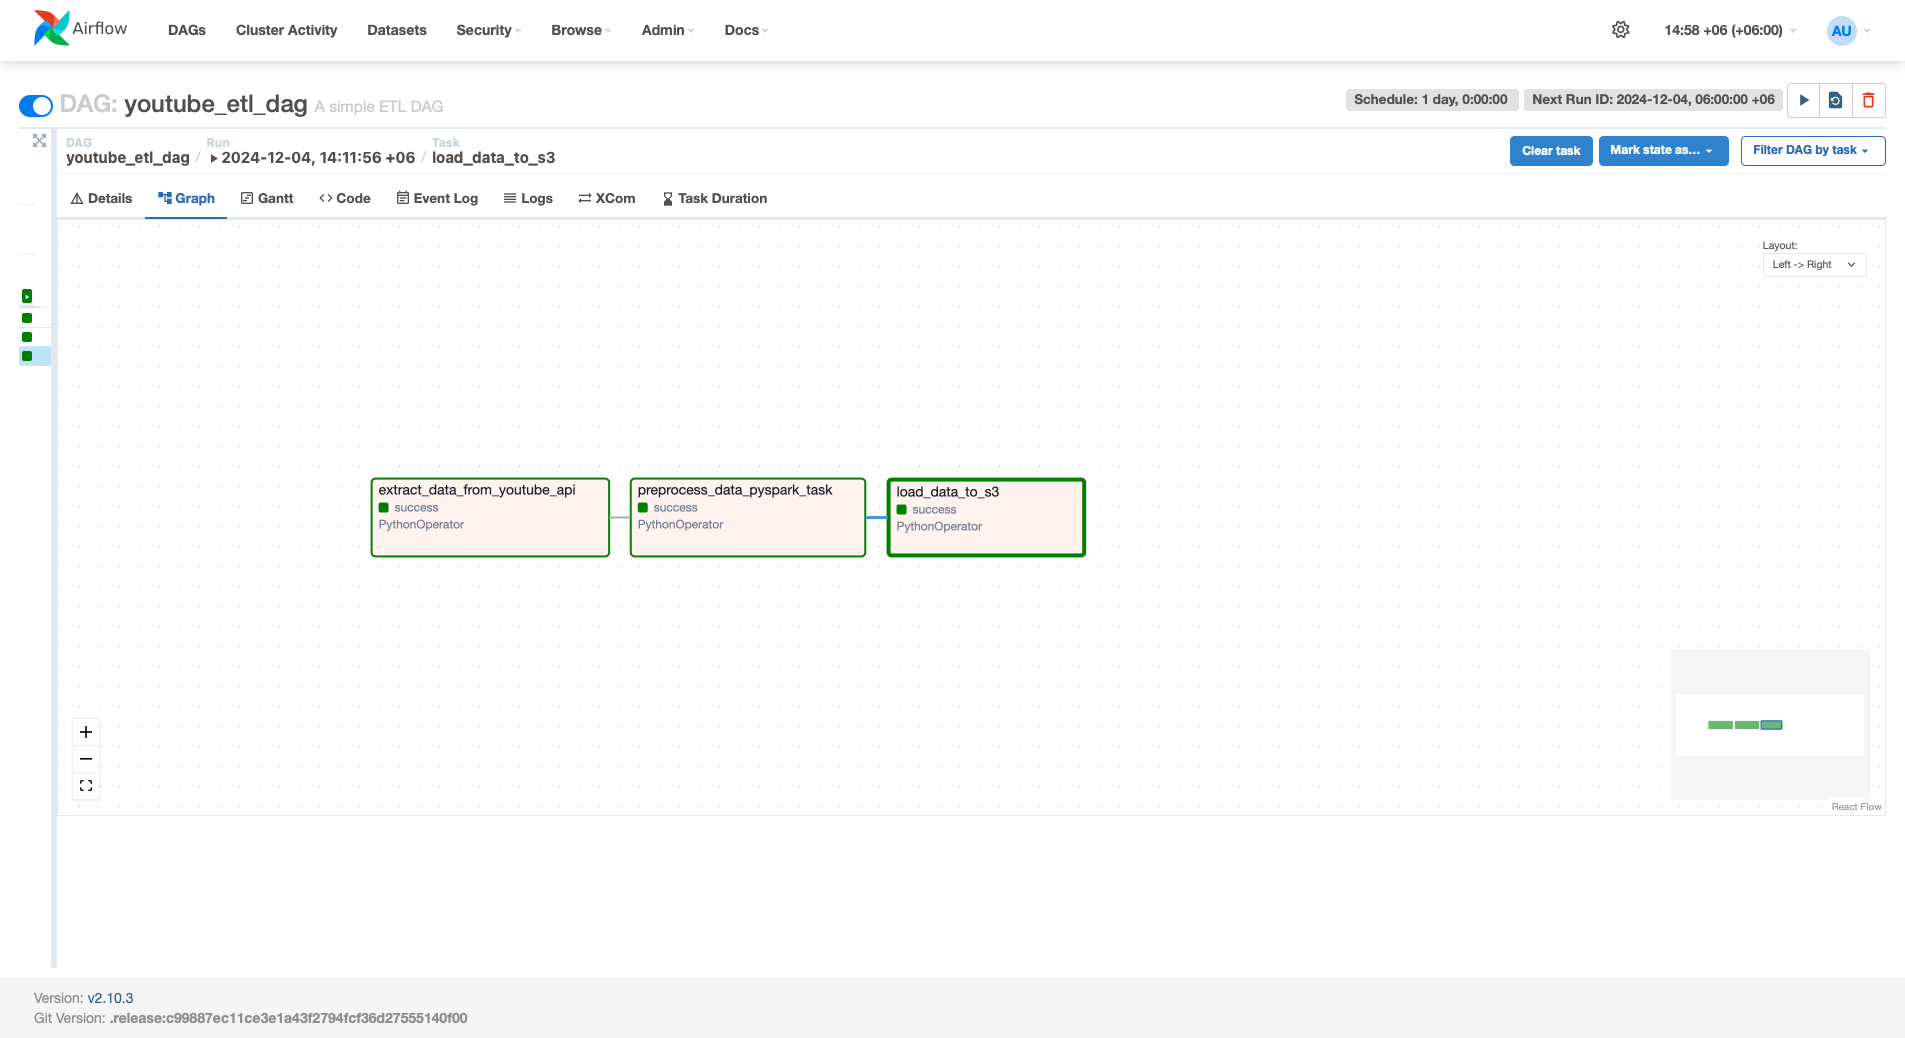 Airflow DAGs Cluster Activity Datasets Security Browse Admin Docs 14:58 +06 (+06:00) AU
DAG: youtube_etl_dag A simple ETL DAG Schedule: 1 day, 0:00:00 Next Run ID: 2024-12-04, 06:00:00 +06
DAG Run Task
youtube_etl_dag / 2024-12-04, 14:11:56 +06 / load_data_to_s3 Clear task Mark state as... Filter DAG by task
Details Graph Gantt Code Event Log Logs XCom Task Duration
Layout:
Left -> Right
extract_data_from_youtube_api
success
PythonOperator
preprocess_data_pyspark_task
success
PythonOperator
load_data_to_s3
success
PythonOperator
React Flow
Version: v2.10.3
Git Version: .release:c99887ec11ce3e1a43f2794fcf36d27555140f00